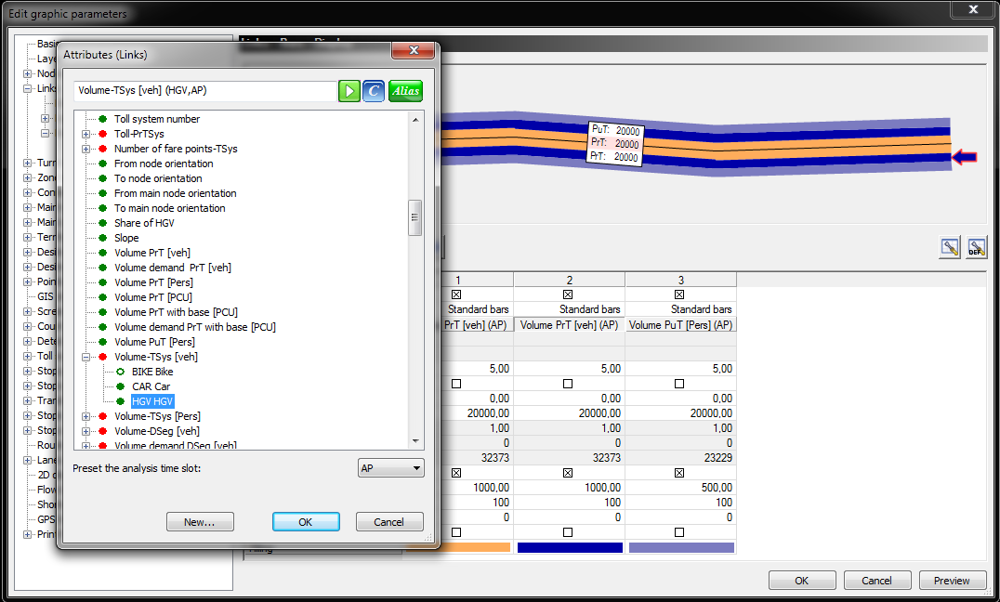 Edit graphic parameters
Basi
Laye
Nod
Links
Turn
Zon
Con
Main
Main
Terr
Desi
Desi
Poin
GIS
Scre
Cou
Dete
Toll
Stop
Stop
Tran
Stop
Stop
Rou
Lane
2D
Flow
Shor
GPS
Print
Attributes (Links)
Volume-TSys [veh] (HGV,AP)
C
Alias
Toll system number
Toll-PrTSys
Number of fare points-TSys
From node orientation
To node orientation
From main node orientation
To main node orientation
Share of HGV
Slope
Volume PrT [veh]
Volume demand PrT [veh]
Volume PrT [Pers]
Volume PrT [PCU]
Volume PrT with base [PCU]
Volume demand PrT with base [PCU]
Volume PuT [Pers]
Volume-TSys [veh]
BIKE Bike
CAR Car
HGV HGV
Volume-TSys [Pers]
Volume-DSeg [veh]
Volume demand DSeg [veh]
Preset the analysis time slot:
AP
New...
OK
Cancel
PuT: 20000
PrT: 20000
PrT: 20000
DEF
1 2 3
Standard bars Standard bars Standard bars
PrT [veh] (AP) Volume PrT [veh] (AP) Volume PuT [Pers] (AP)
5,00 5,00 5,00
0,00 0,00 0,00
20000,00 20000,00 20000,00
1,00 1,00 1,00
0 0 0
32373 32373 23229
1000,00 1000,00 500,00
100 100 100
0 0 0
OK
Cancel
Preview